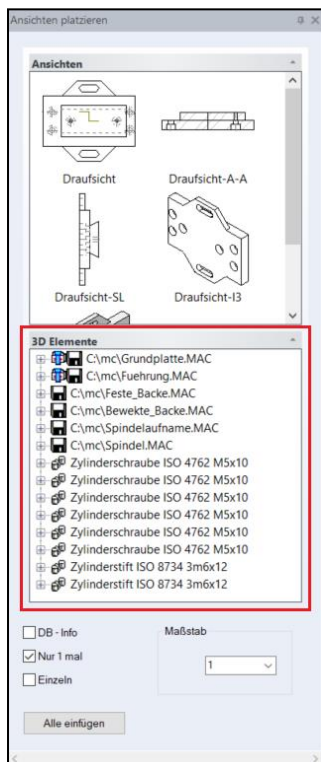 Ansichten platzieren
Ansichten
Draufsicht
Draufsicht-A-A
Draufsicht-SL
Draufsicht-I3
3D Elemente
C:\mc\Grundplatte.MAC
C:\mc\Fuehrung.MAC
C:\mc\Feste_Backe.MAC
C:\mc\Bewekte_Backe.MAC
C:\mc\Spindelaufname.MAC
C:\mc\Spindel.MAC
Zylinderschraube ISO 4762 M5x10
Zylinderschraube ISO 4762 M5x10
Zylinderschraube ISO 4762 M5x10
Zylinderschraube ISO 4762 M5x10
Zylinderschraube ISO 4762 M5x10
Zylinderschraube ISO 4762 M5x10
Zylinderstift ISO 8734 3m6x12
Zylinderstift ISO 8734 3m6x12
DB - Info
Maßstab
Nur 1 mal
1
Einzeln
Alle einfügen